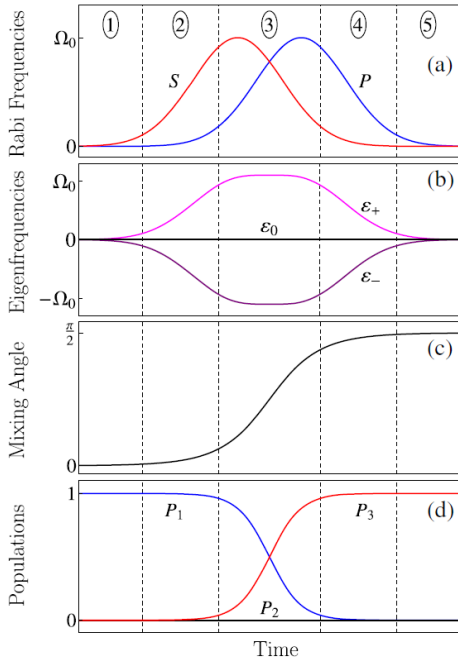 ① ② ③ ④ ⑤
Rabi Frequencies
Ω₀
0
S
P
(a)
Eigenfrequencies
Ω₀
0
−Ω₀
ε₊
ε₀
ε₋
(b)
Mixing Angle
π
2
0
(c)
Populations
1
0
P₁
P₃
P₂
(d)
Time